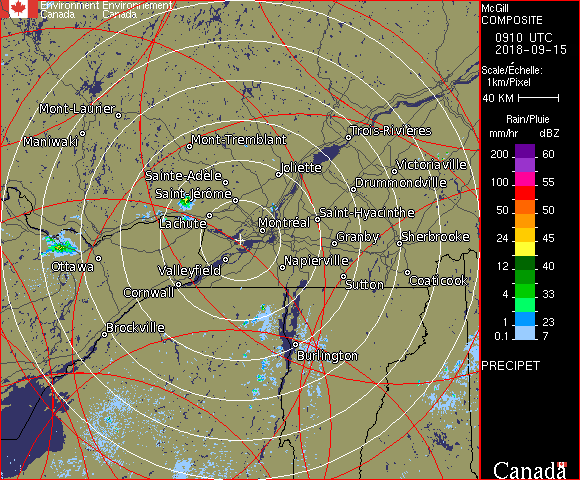 Environment Environnement
Canada Canada
Mont-Laurier
Maniwaki
Mont-Tremblant
Trois-Rivières
Joliette
Victoriaville
Sainte-Adèle
Drummondville
Saint-Jérôme
Saint-Hyacinthe
Lachute
Montréal
Granby
Sherbrooke
Ottawa
Valleyfield
Napierville
Coaticook
Sutton
Cornwall
Brockville
Burlington
McGill
COMPOSITE
0910 UTC
2018-09-15
Scale/Échelle:
1km/Pixel
40 KM
Rain/Pluie
mm/hr dBZ
200 60
150 55
100 55
50 50
24 45
12 40
4 33
1 23
0.1 7
PRECIPET
Canada